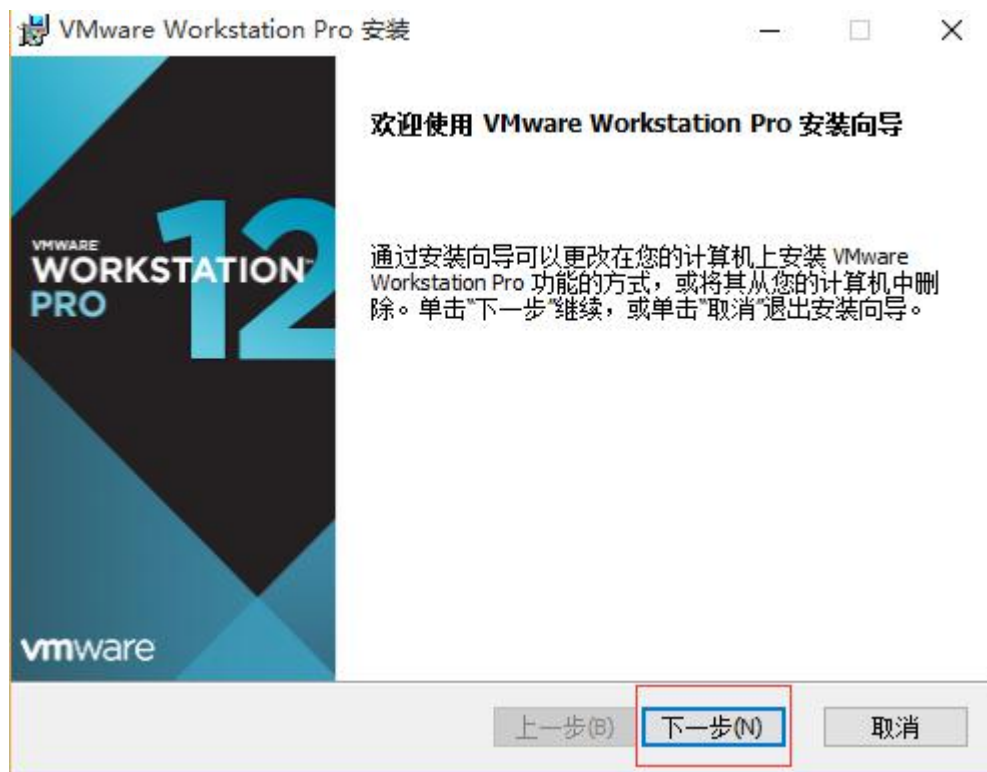 VMware Workstation Pro 安装
欢迎使用 VMware Workstation Pro 安装向导
12
VMWARE
WORKSTATION™
PRO
通过安装向导可以更改在您的计算机上安装 VMware
Workstation Pro 功能的方式，或将其从您的计算机中删
除。单击"下一步"继续，或单击"取消"退出安装向导。
vmware
上一步(B)
下一步(N)
取消